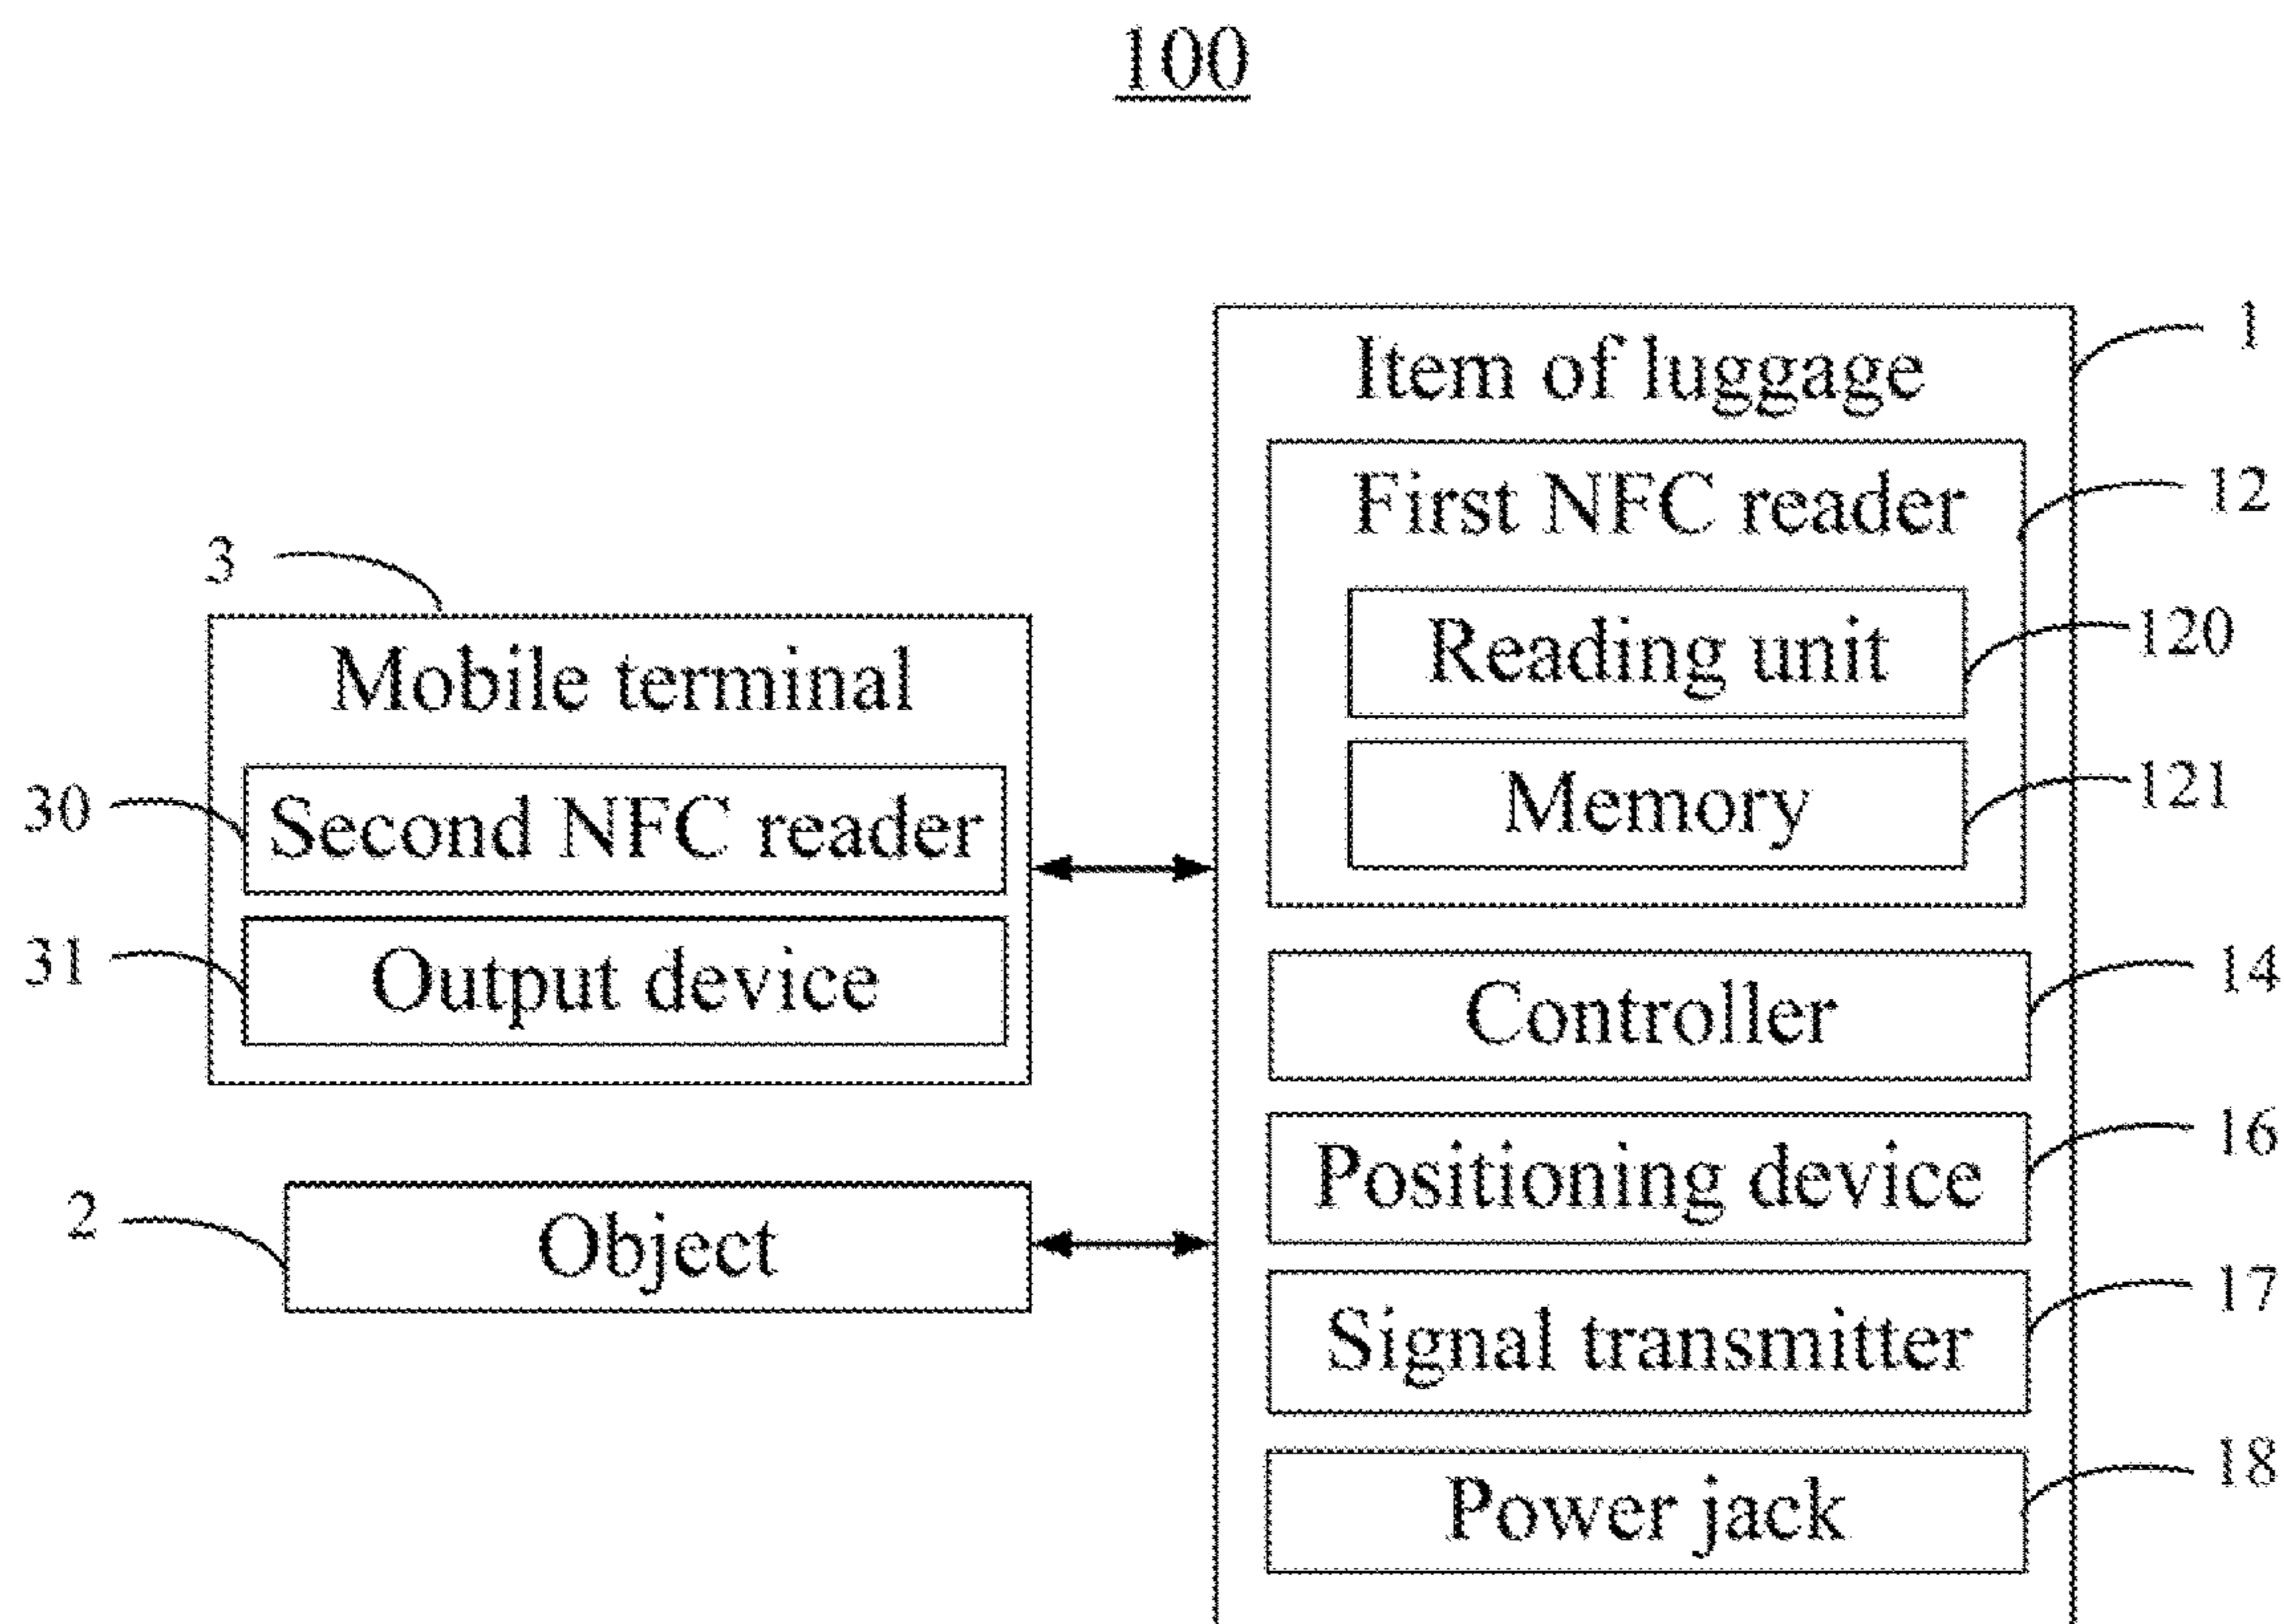 100
Item of luggage
1
First NFC reader
12
Reading unit
120
Memory
121
Controller
14
Positioning device
16
Signal transmitter
17
Power jack
18
3
Mobile terminal
30
Second NFC reader
31
Output device
2
Object